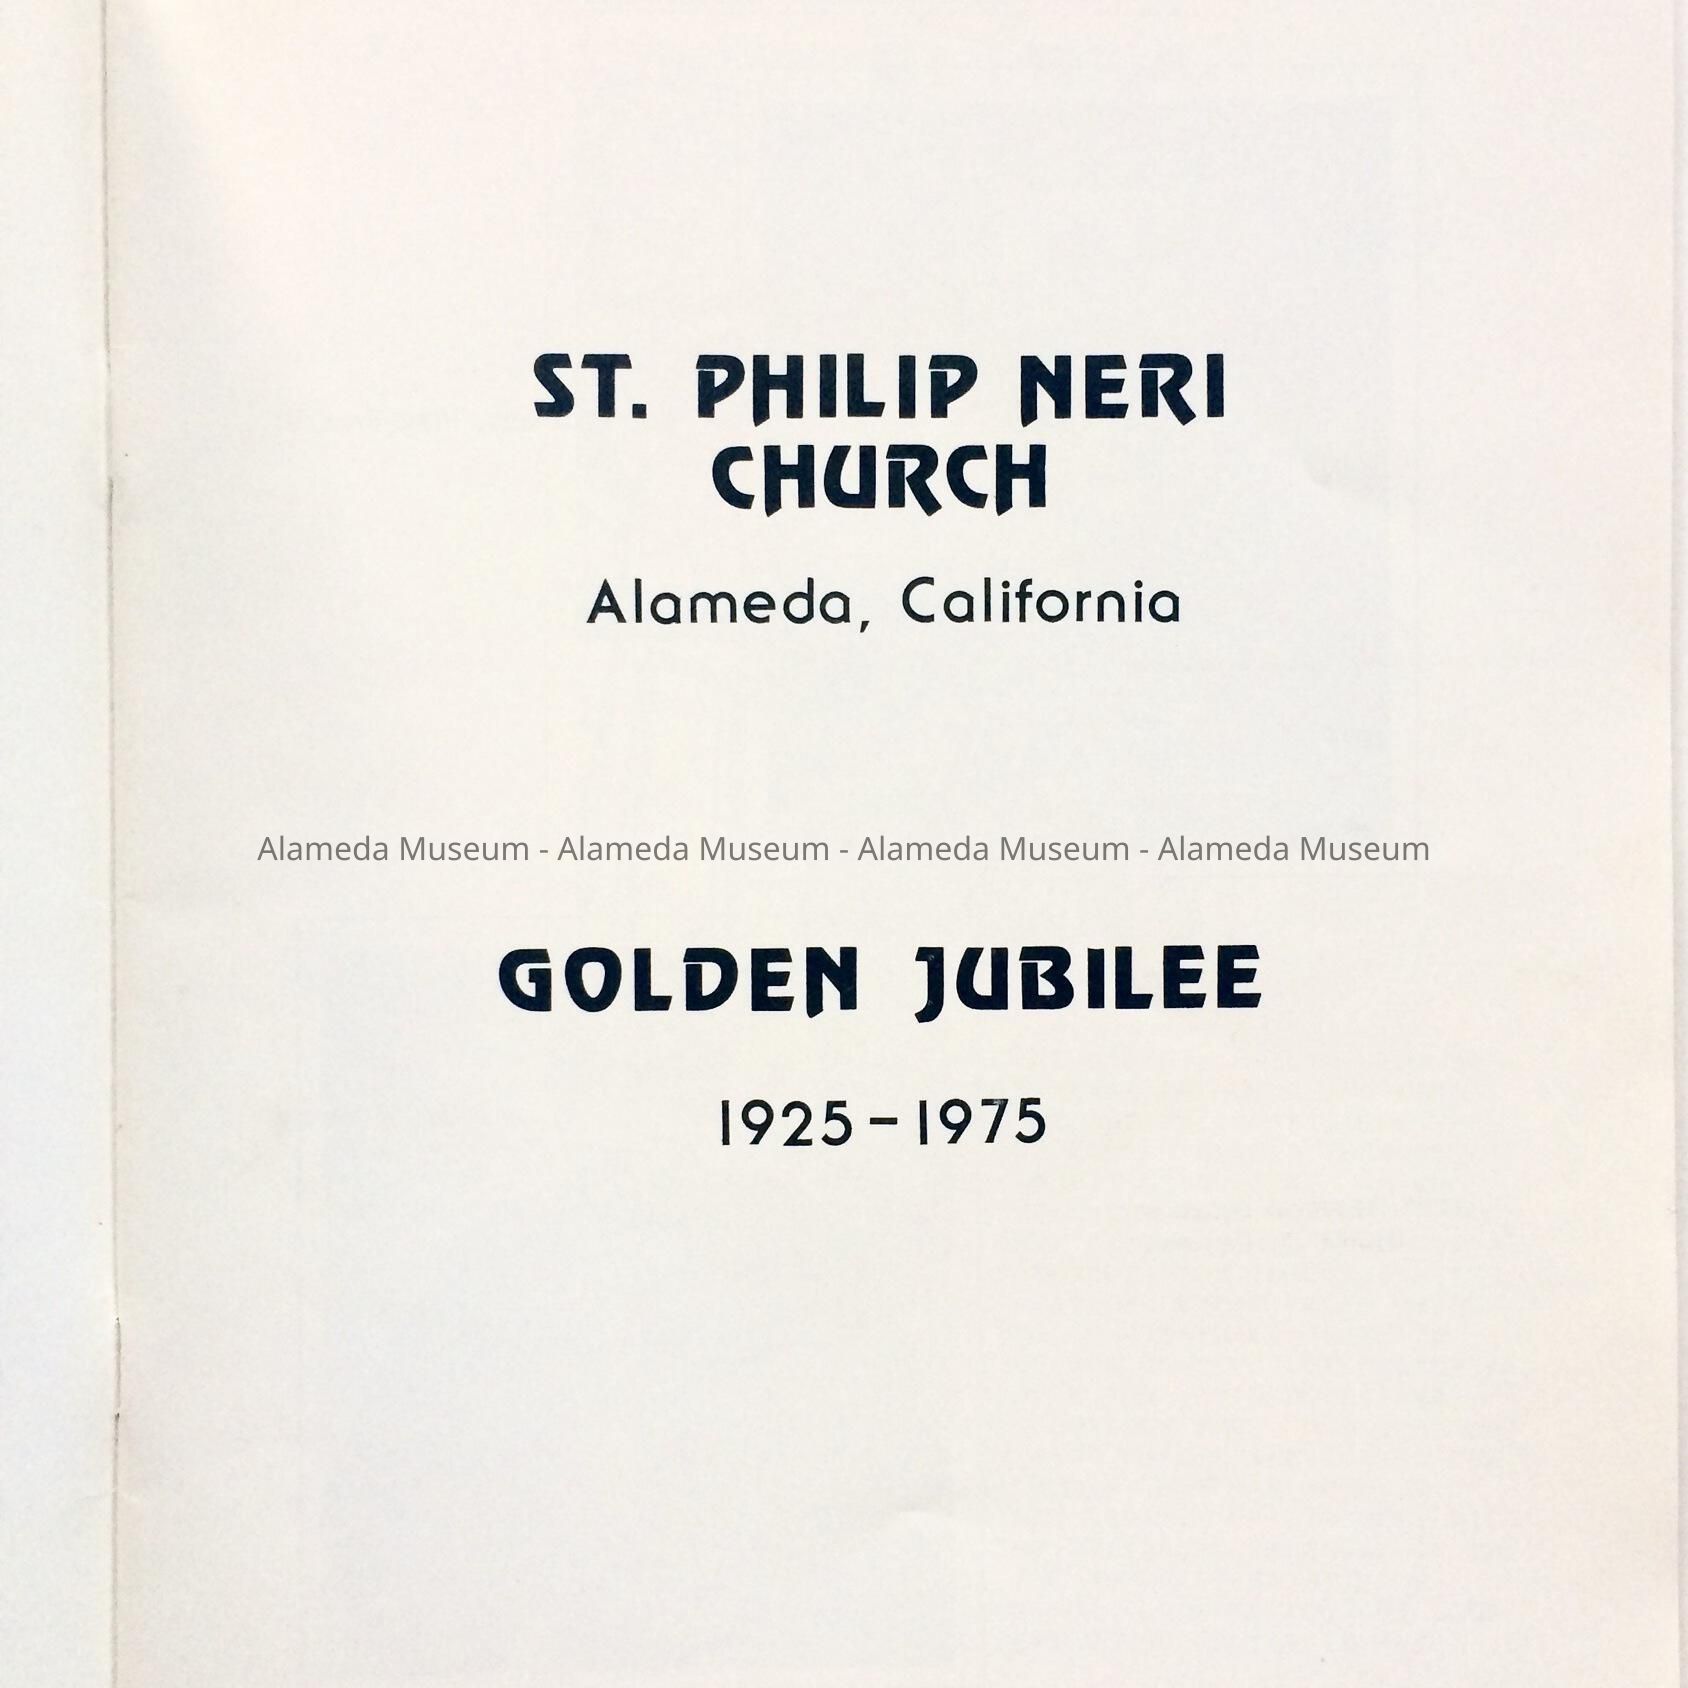 ST. PHILIP NERI
CHURCH
Alameda, California
Alameda Museum - Alameda Museum - Alameda Museum - Alameda Museum
GOLDEN JUBILEE
1925-1975